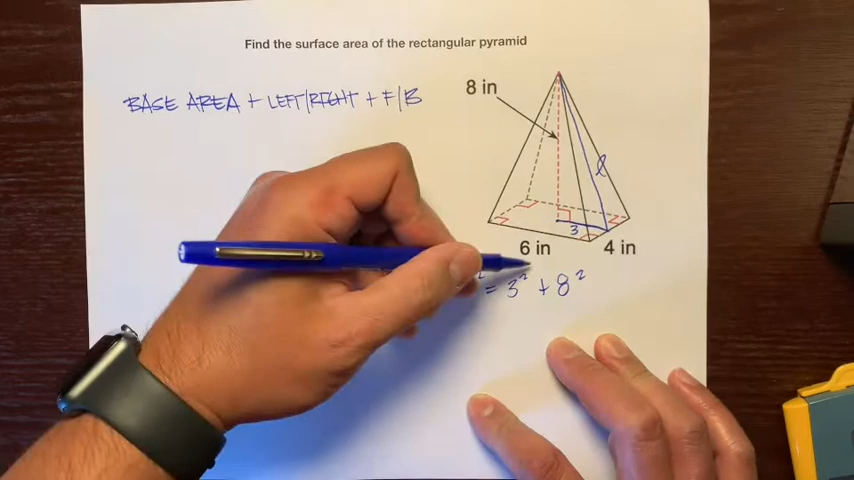 Find the surface area of the rectangular pyramid
8 in
BASE AREA + LEFT/RIGHT + F/B
l
3
6 in
4 in
² = 3² + 8²